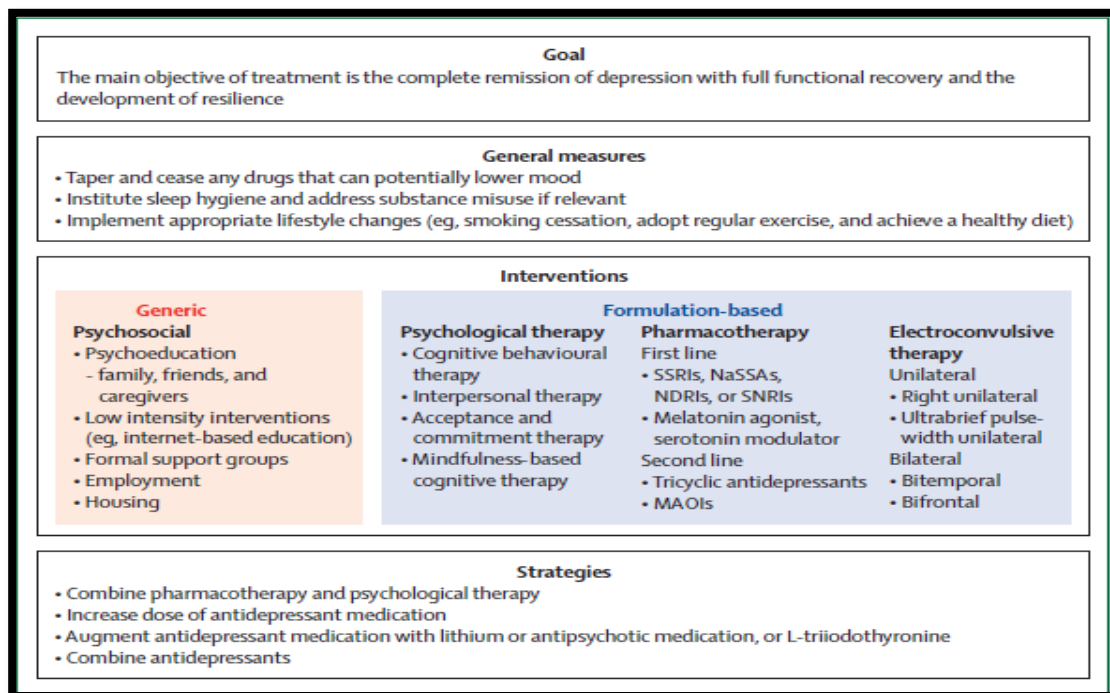 Goal
The main objective of treatment is the complete remission of depression with full functional recovery and the
development of resilience
General measures
• Taper and cease any drugs that can potentially lower mood
• Institute sleep hygiene and address substance misuse if relevant
• Implement appropriate lifestyle changes (eg, smoking cessation, adopt regular exercise, and achieve a healthy diet)
Interventions
Generic
Psychosocial
• Psychoeducation
- family, friends, and
caregivers
• Low intensity interventions
(eg, internet-based education)
• Formal support groups
• Employment
• Housing
Formulation-based
Psychological therapy
• Cognitive behavioural
therapy
• Interpersonal therapy
• Acceptance and
commitment therapy
• Mindfulness-based
cognitive therapy
Pharmacotherapy
First line
• SSRIs, NaSSAs,
NDRIs, or SNRIs
• Melatonin agonist,
serotonin modulator
Second line
• Tricyclic antidepressants
• MAOIs
Electroconvulsive
therapy
Unilateral
• Right unilateral
• Ultrabrief pulse-
width unilateral
Bilateral
• Bitemporal
• Bifrontal
Strategies
• Combine pharmacotherapy and psychological therapy
• Increase dose of antidepressant medication
• Augment antidepressant medication with lithium or antipsychotic medication, or L-triiodothyronine
• Combine antidepressants